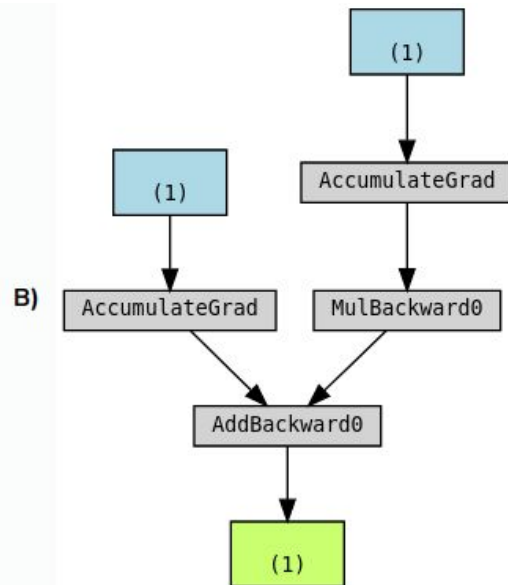 (1)
(1)
AccumulateGrad
B)
AccumulateGrad
MulBackward0
AddBackward0
(1)